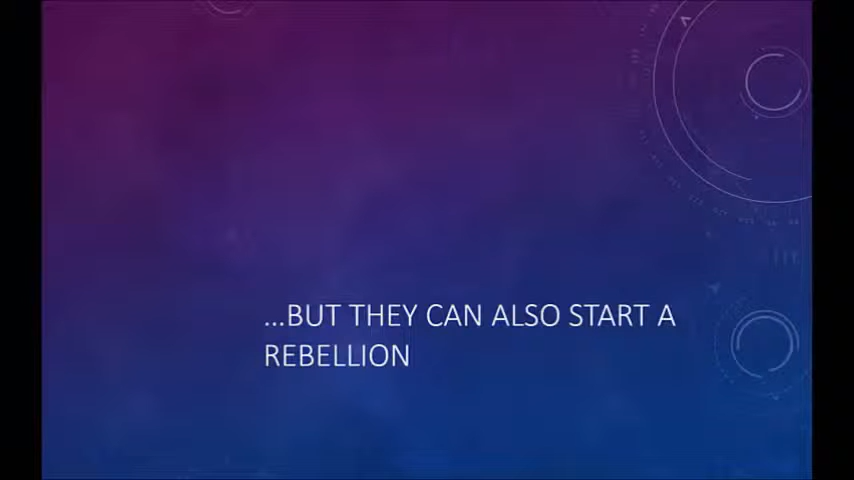 ...BUT THEY CAN ALSO START A
REBELLION